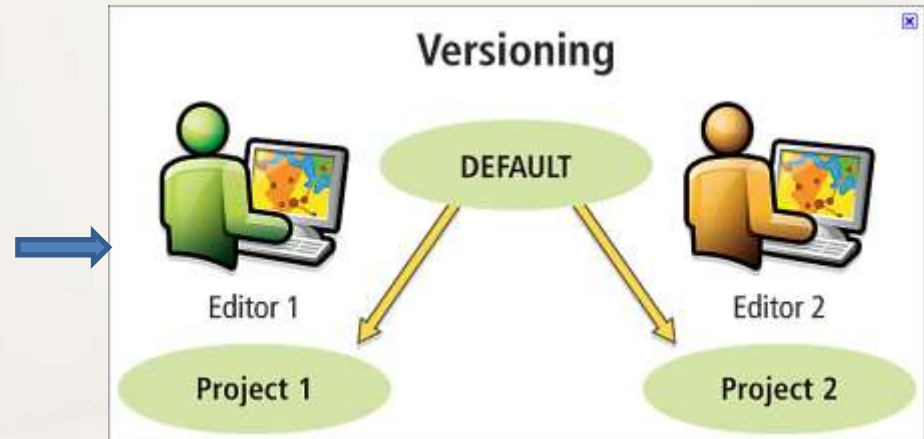 Versioning
DEFAULT
Editor 1
Editor 2
Project 1
Project 2